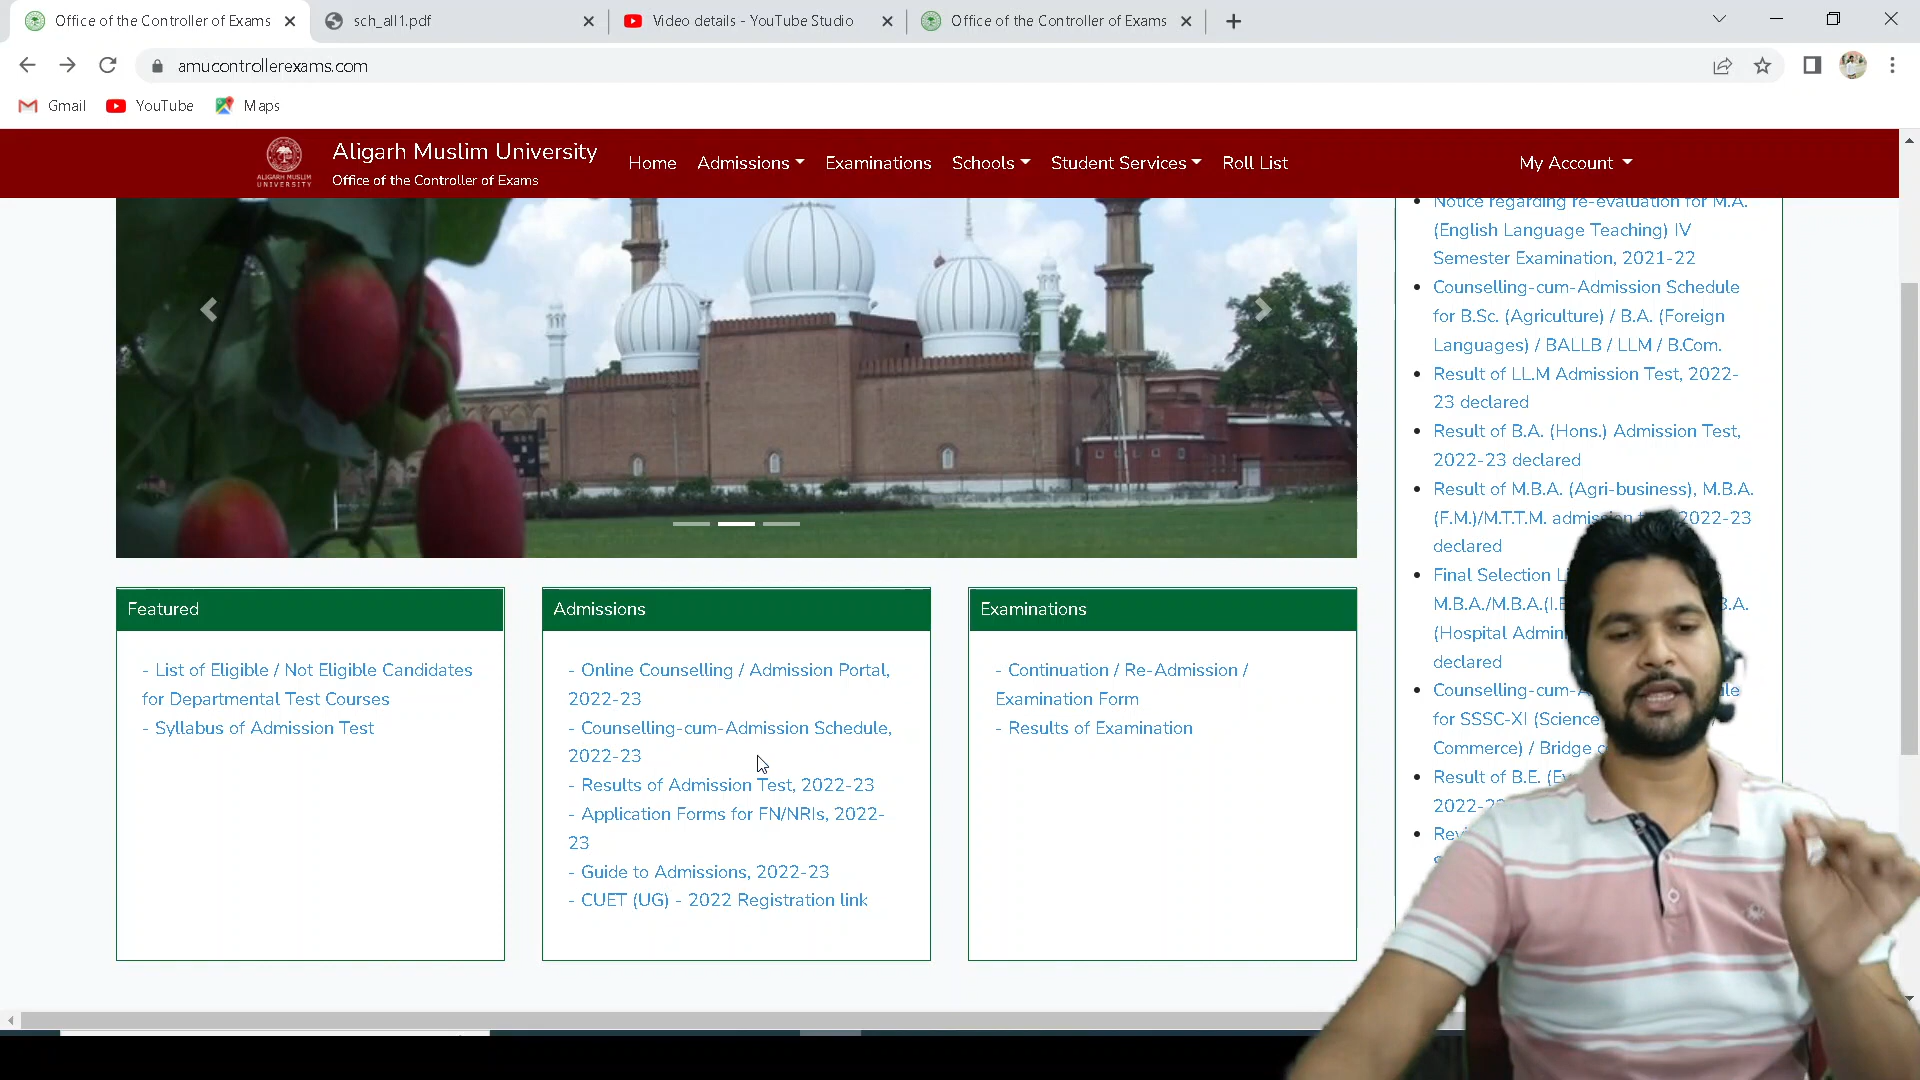 Office of the Controller of Exams
sch_all1.pdf
Video details - YouTube Studio
Office of the Controller of Exams
amucontrollerexams.com
Gmail
YouTube
Maps
ALIGARH MUSLIM
UNIVERSITY
Aligarh Muslim University
Office of the Controller of Exams
Home
Admissions
Examinations
Schools
Student Services
Roll List
My Account
Featured
- List of Eligible / Not Eligible Candidates
for Departmental Test Courses
- Syllabus of Admission Test
Admissions
- Online Counselling / Admission Portal,
2022-23
- Counselling-cum-Admission Schedule,
2022-23
- Results of Admission Test, 2022-23
- Application Forms for FN/NRIs, 2022-
23
- Guide to Admissions, 2022-23
- CUET (UG) - 2022 Registration link
Examinations
- Continuation / Re-Admission /
Examination Form
- Results of Examination
Notice regarding re-evaluation for M.A.
(English Language Teaching) IV
Semester Examination, 2021-22
Counselling-cum-Admission Schedule
for B.Sc. (Agriculture) / B.A. (Foreign
Languages) / BALLB / LLM / B.Com.
Result of LL.M Admission Test, 2022-
23 declared
Result of B.A. (Hons.) Admission Test,
2022-23 declared
Result of M.B.A. (Agri-business), M.B.A.
(F.M.)/M.T.T.M. admission 2022-23
declared
Final Selection
M.B.A./M.B.A.
(Hospital
declared
Counselling-cum-
for SSSC-XI (Science
Commerce) / Bridge
Result of B.E.